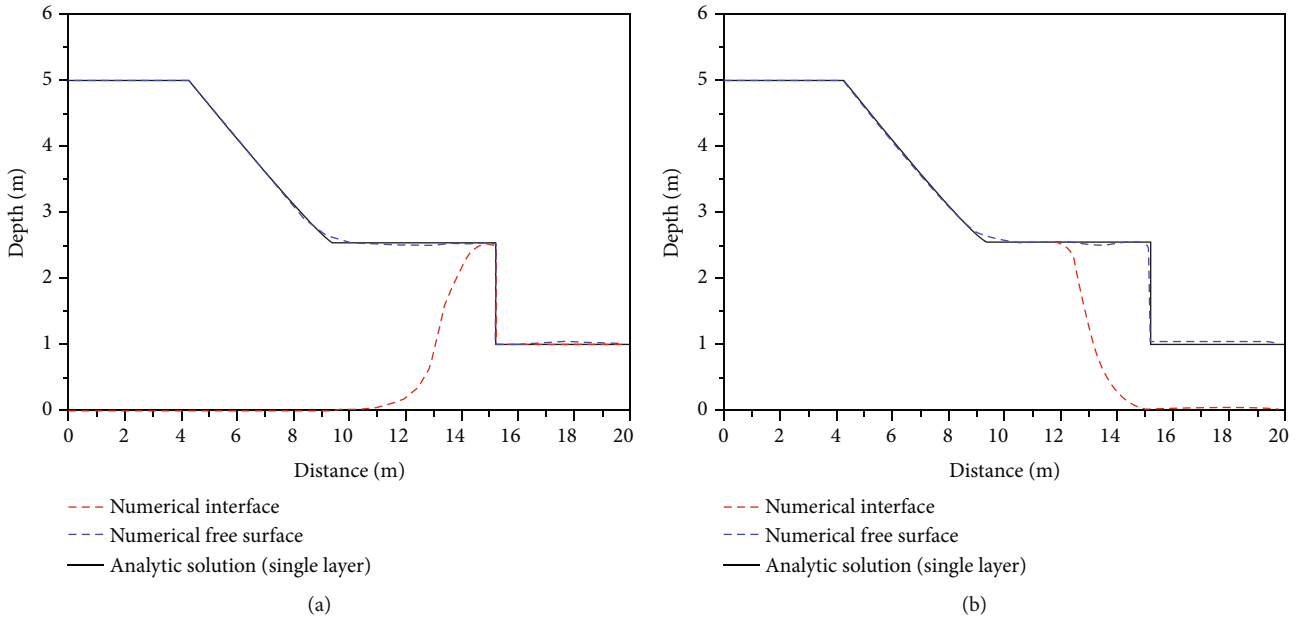 6
5
4
3
2
1
0
Depth (m)
0 2 4 6 8 10 12 14 16 18 20
Distance (m)
Numerical interface
Numerical free surface
Analytic solution (single layer)
(a)
6
5
4
3
2
1
0
Depth (m)
0 2 4 6 8 10 12 14 16 18 20
Distance (m)
Numerical interface
Numerical free surface
Analytic solution (single layer)
(b)